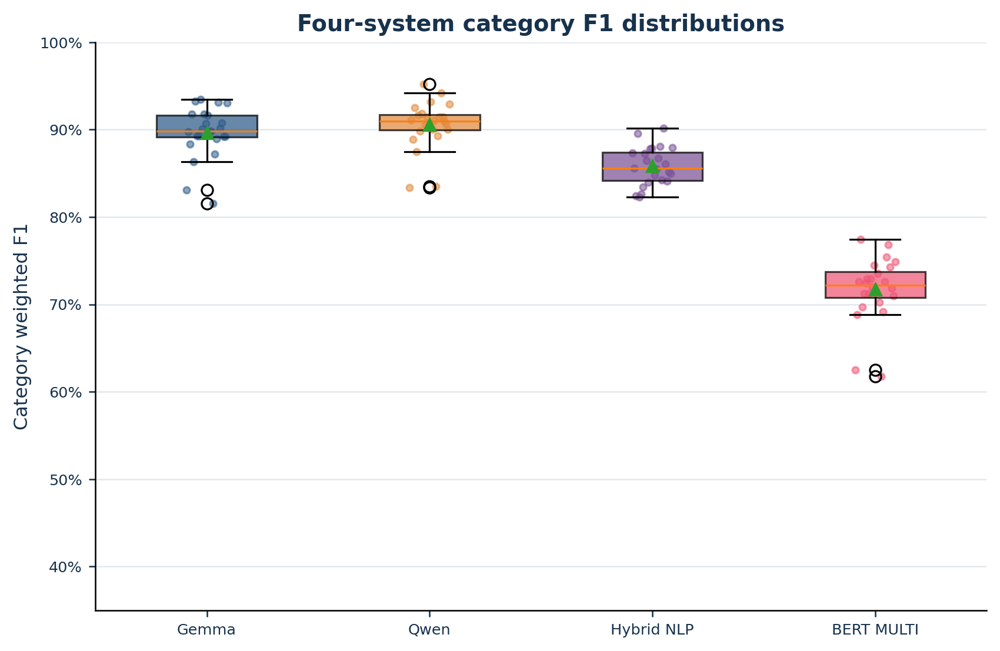 Four-system category F1 distributions
100%
90%
80%
70%
60%
50%
40%
Category weighted F1
Gemma
Qwen
Hybrid NLP
BERT MULTI